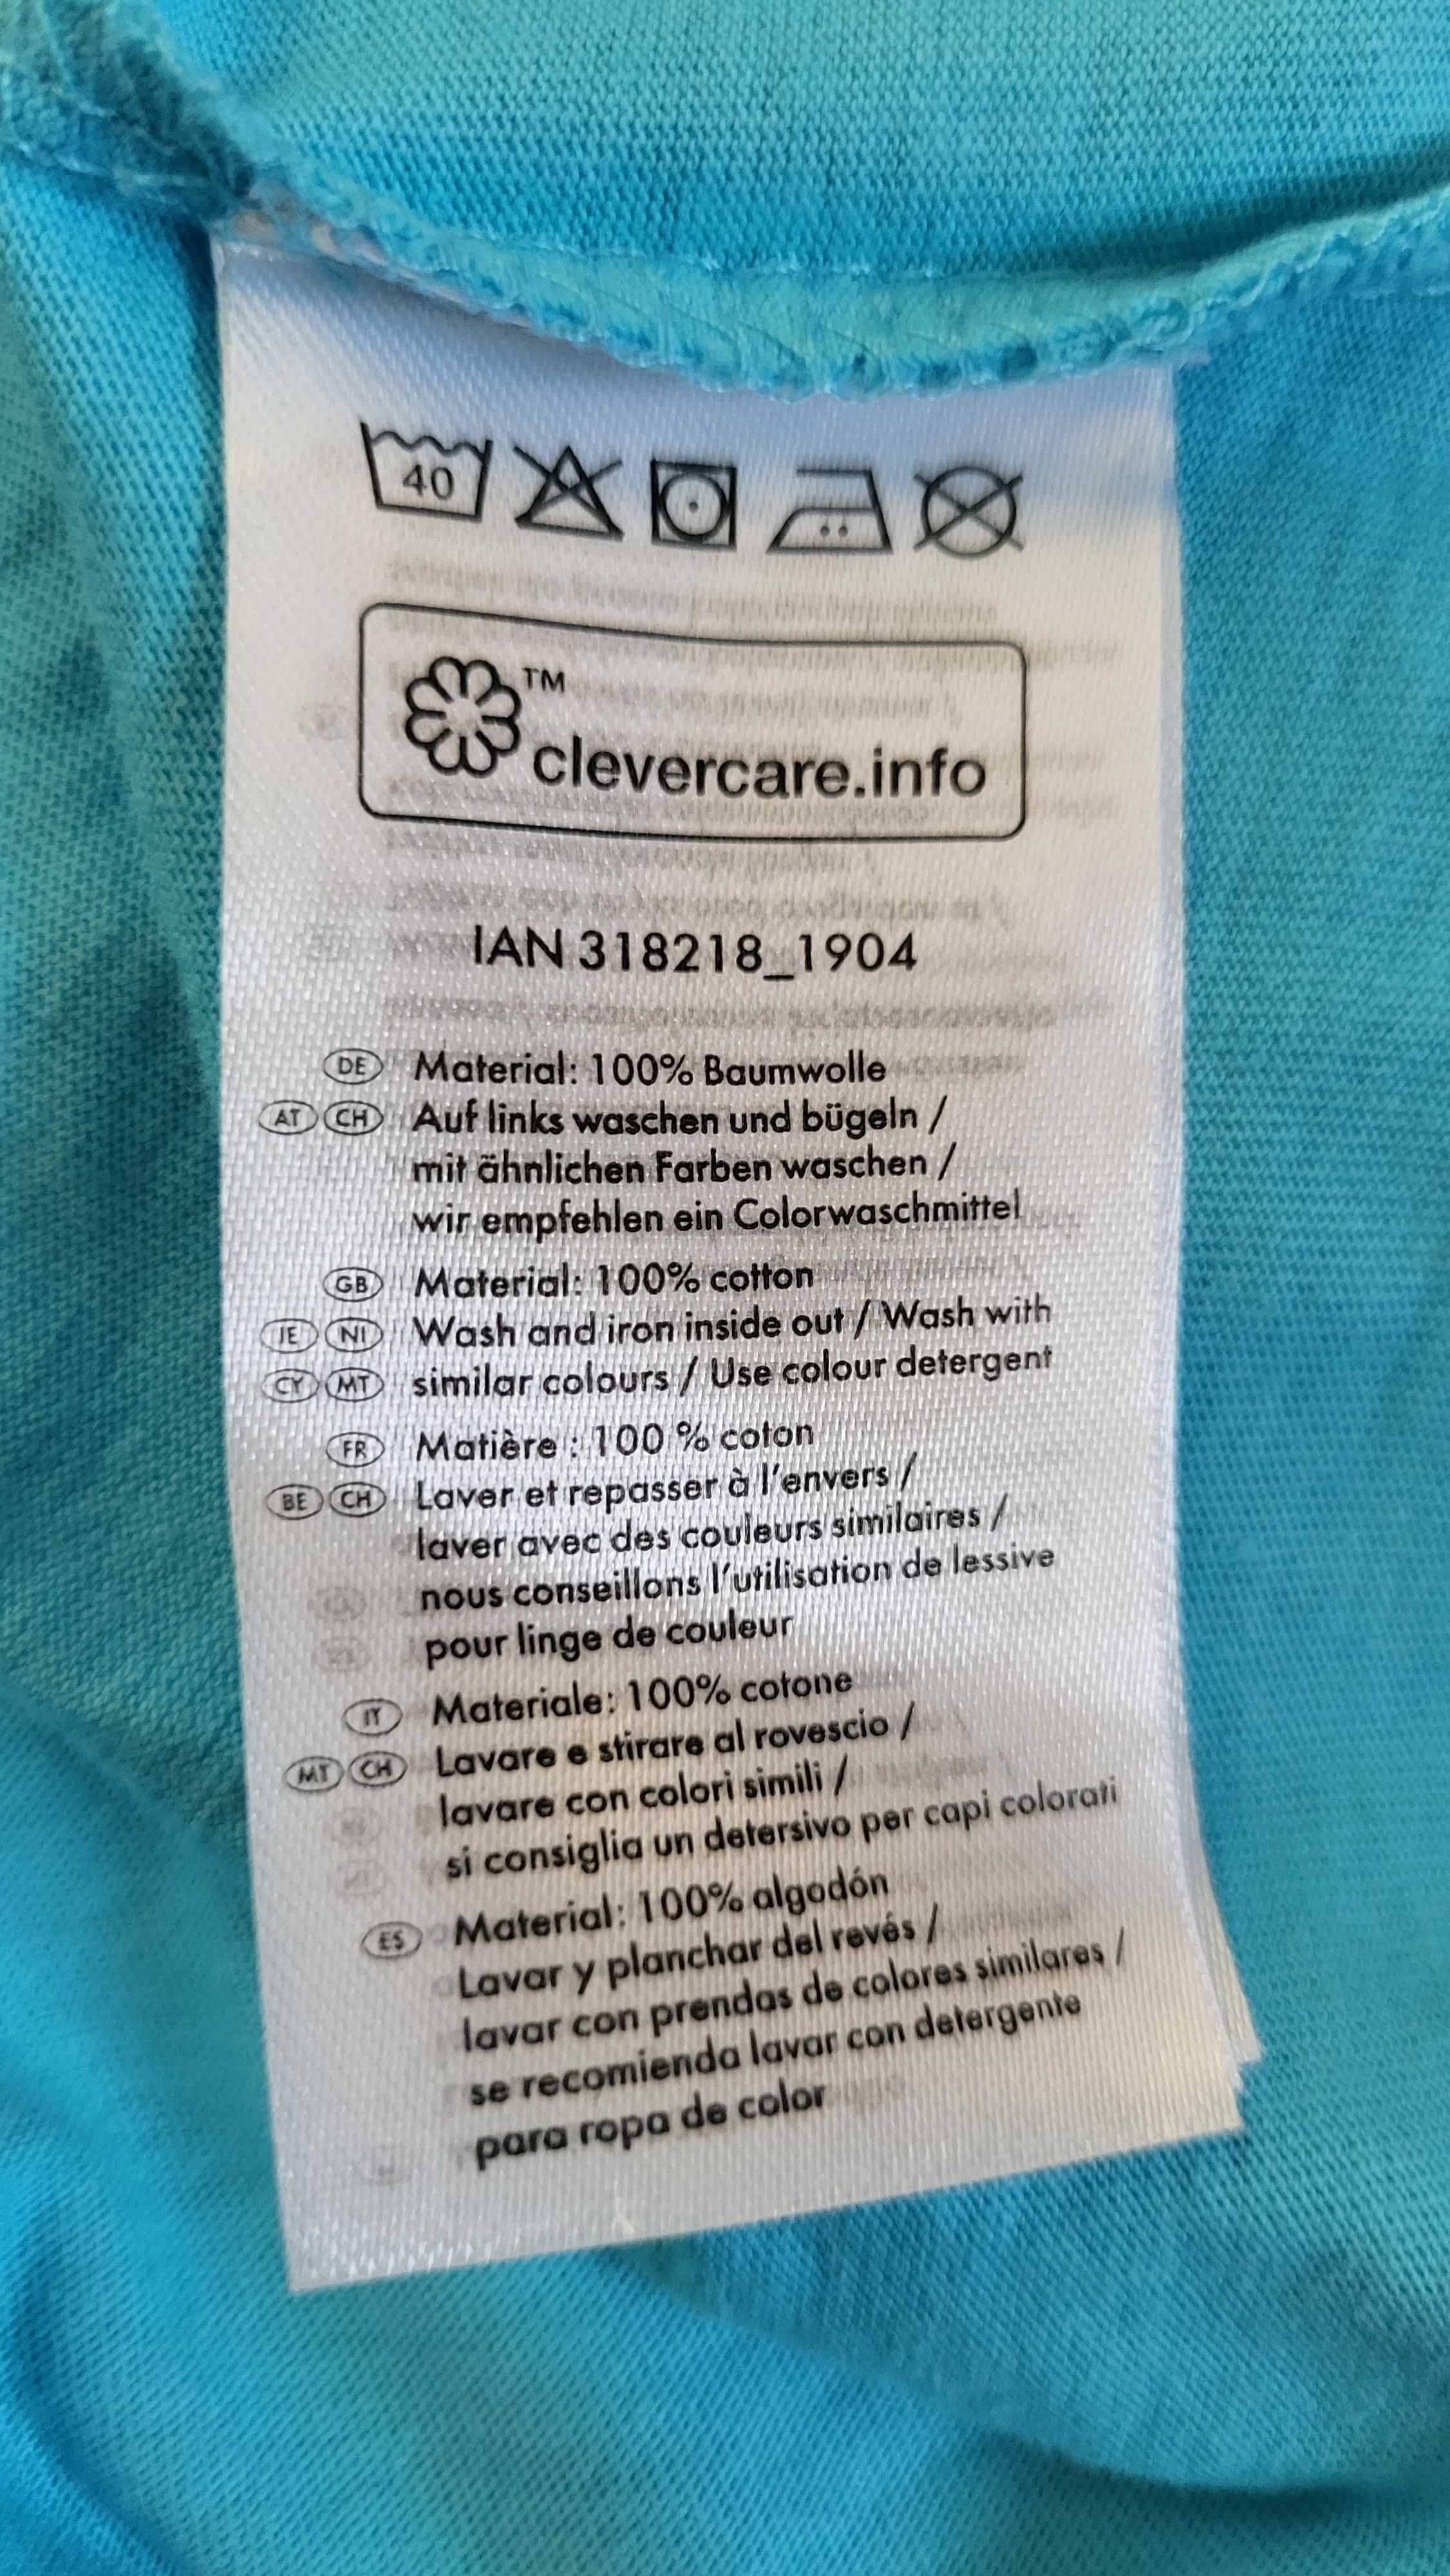 40
TM
clevercare.info
IAN 318218_1904
DE Material: 100% Baumwolle
AT CH Auf links waschen und bügeln /
mit ähnlichen Farben waschen /
wir empfehlen ein Colorwaschmittel
GB Material: 100% cotton
IE NI Wash and iron inside out / Wash with
CY MT similar colours / Use colour detergent
FR Matière : 100 % coton
BE CH Laver et repasser à l'envers /
laver avec des couleurs similaires /
nous conseillons l'utilisation de lessive
pour linge de couleur
IT Materiale: 100% cotone
MT CH Lavare e stirare al rovescio /
lavare con colori simili /
si consiglia un detersivo per capi colorati
ES Material: 100% algodón
Lavar y planchar del revés /
lavar con prendas de colores similares /
se recomienda lavar con detergente
para ropa de color